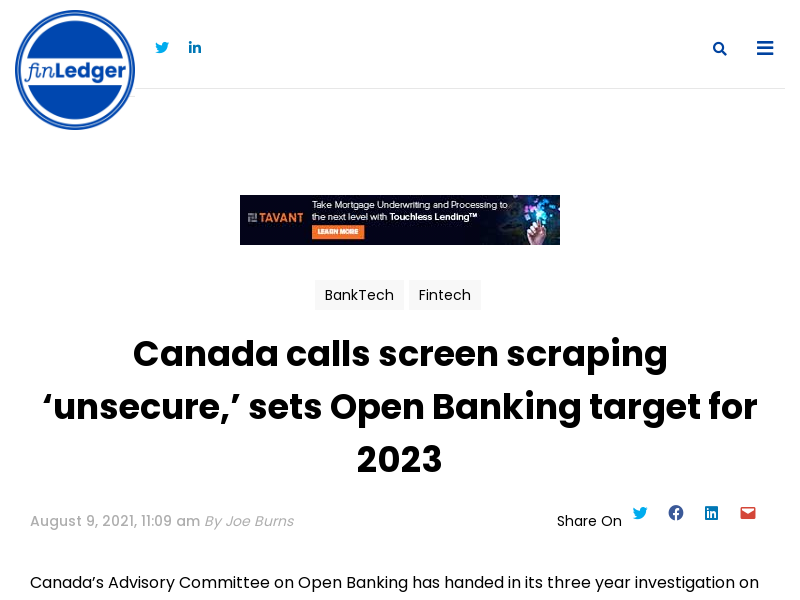 finLedger
TAVANT
Take Mortgage Underwriting and Processing to
the next level with Touchless Lending™
LEARN MORE
BankTech
Fintech
Canada calls screen scraping
‘unsecure,’ sets Open Banking target for
2023
August 9, 2021, 11:09 am By Joe Burns
Share On
Canada’s Advisory Committee on Open Banking has handed in its three year investigation on